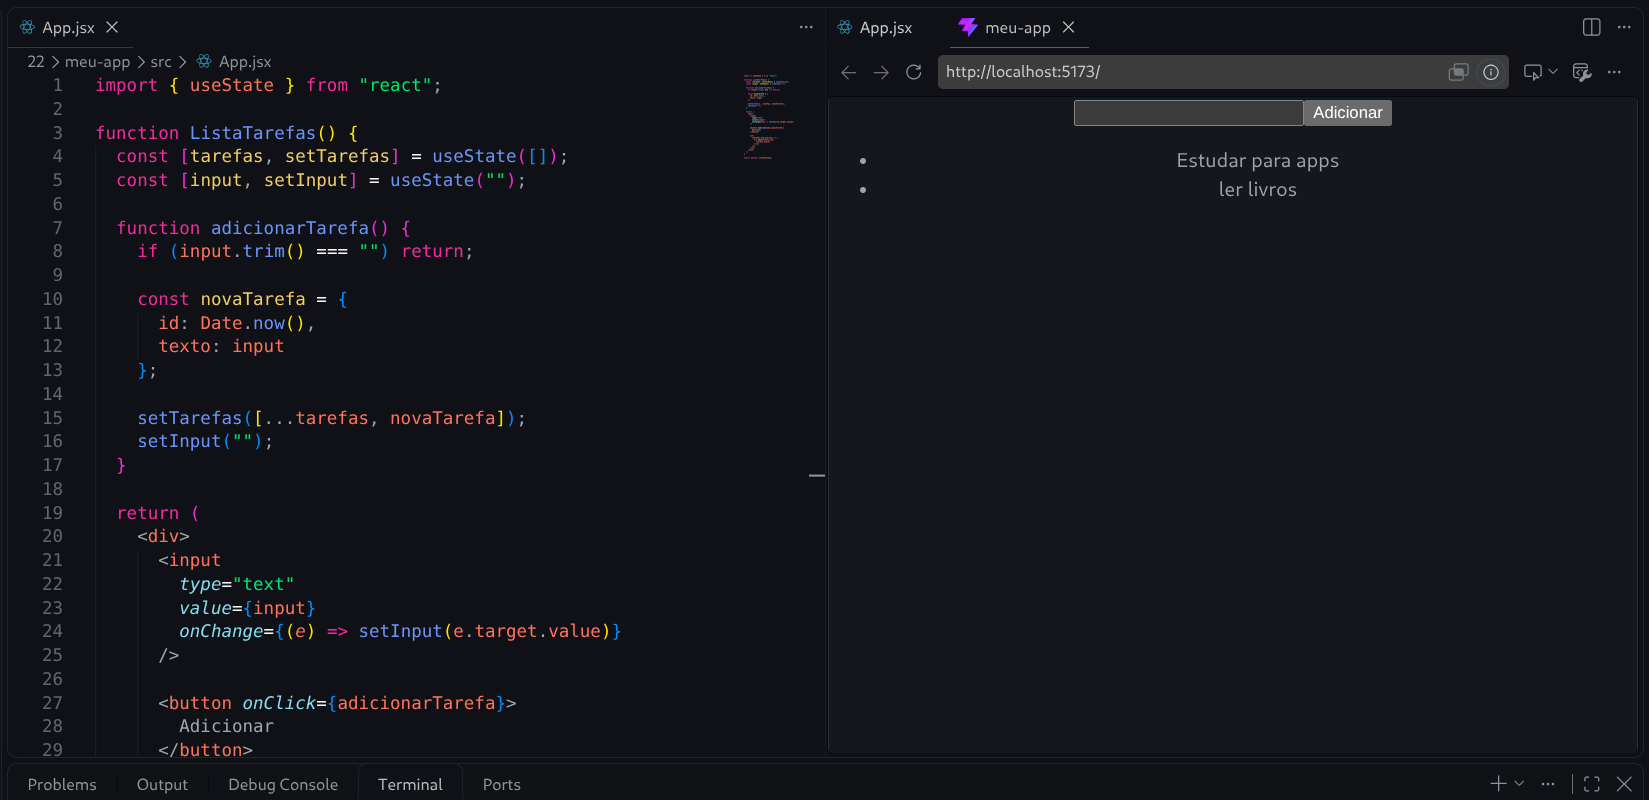 App.jsx
22 > meu-app > src > App.jsx
1 import { useState } from "react";
2
3 function ListaTarefas() {
4 const [tarefas, setTarefas] = useState([]);
5 const [input, setInput] = useState("");
6
7 function adicionarTarefa() {
8 if (input.trim() === "") return;
9
10 const novaTarefa = {
11 id: Date.now(),
12 texto: input
13 };
14
15 setTarefas([...tarefas, novaTarefa]);
16 setInput("");
17 }
18
19 return (
20 <div>
21 <input
22 type="text"
23 value={input}
24 onChange={(e) => setInput(e.target.value)}
25 />
26
27 <button onClick={adicionarTarefa}>
28 Adicionar
29 </button>
App.jsx meu-app
http://localhost:5173/
Adicionar
• Estudar para apps
• ler livros
Problems Output Debug Console Terminal Ports